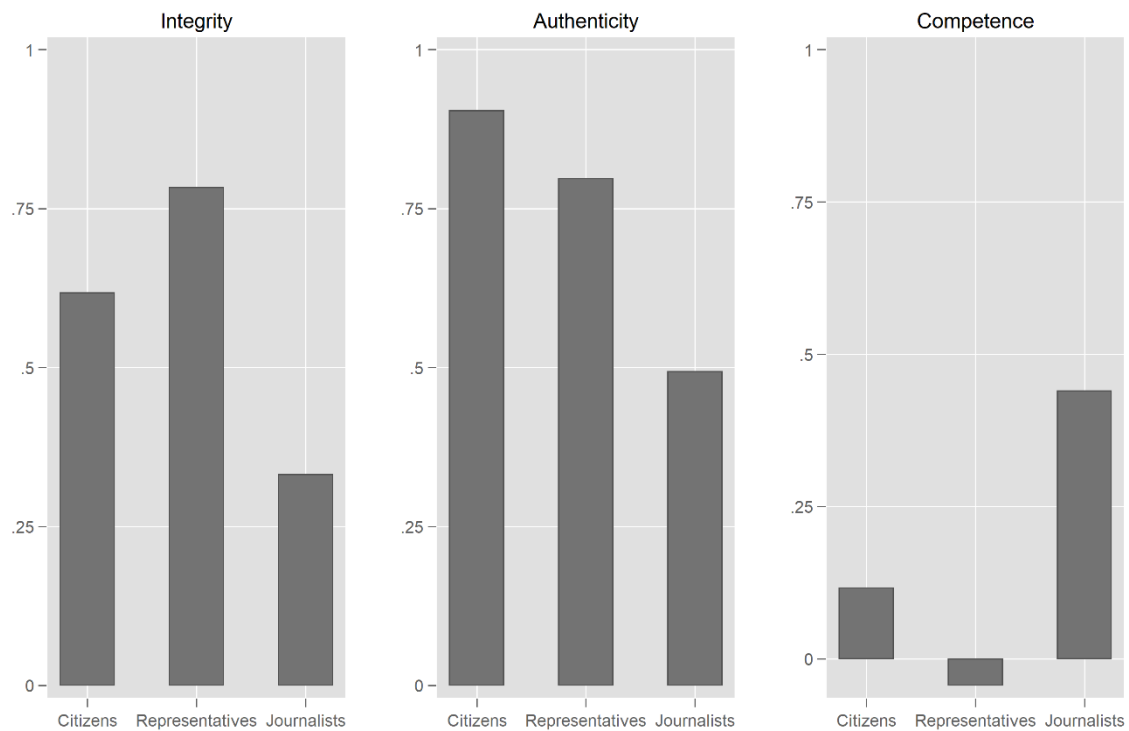 Integrity
1
.75
.5
.25
0
Citizens Representatives Journalists
Authenticity
1
.75
.5
.25
0
Citizens Representatives Journalists
Competence
1
.75
.5
.25
0
Citizens Representatives Journalists